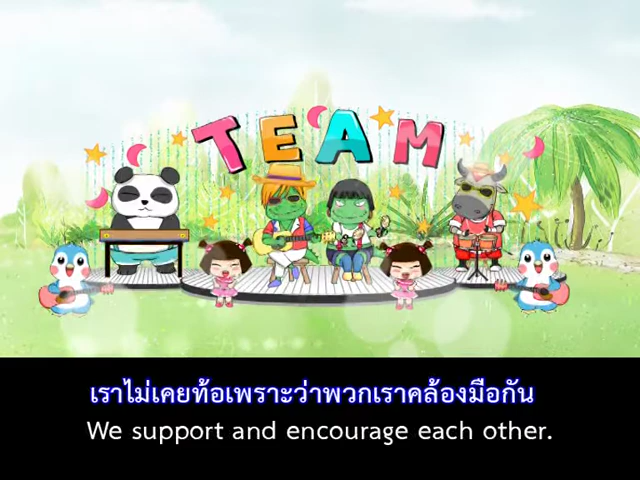 TEAM
เราไม่เคยท้อเพราะว่าพวกเราคล้องมือกัน
We support and encourage each other.